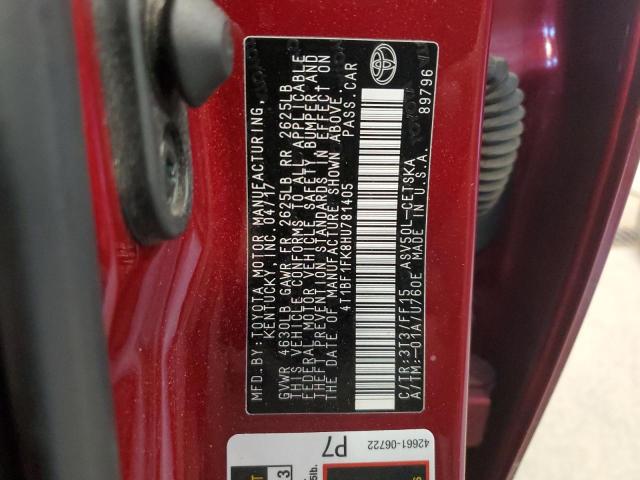 MFD. BY: TOYOTA MOTOR MANUFACTURING,
KENTUCKY, INC. 04/17
GVWR 4630LB GAWR FR 2625LB RR 2625LB
THIS VEHICLE CONFORMS TO ALL APPLICABLE
FEDERAL MOTOR VEHICLE SAFETY, BUMPER, AND
THEFT PREVENTION STANDARDS IN EFFECT ON
THE DATE OF MANUFACTURE SHOWN ABOVE.
4T1BF1FK8HU781405 PASS. CAR
C/TR:3T3/FF15 ASV50L-CETSKA
A/TM:-01A/U760E MADE IN U.S.A.
89796
TOYOTA
42661-06722
P7
3